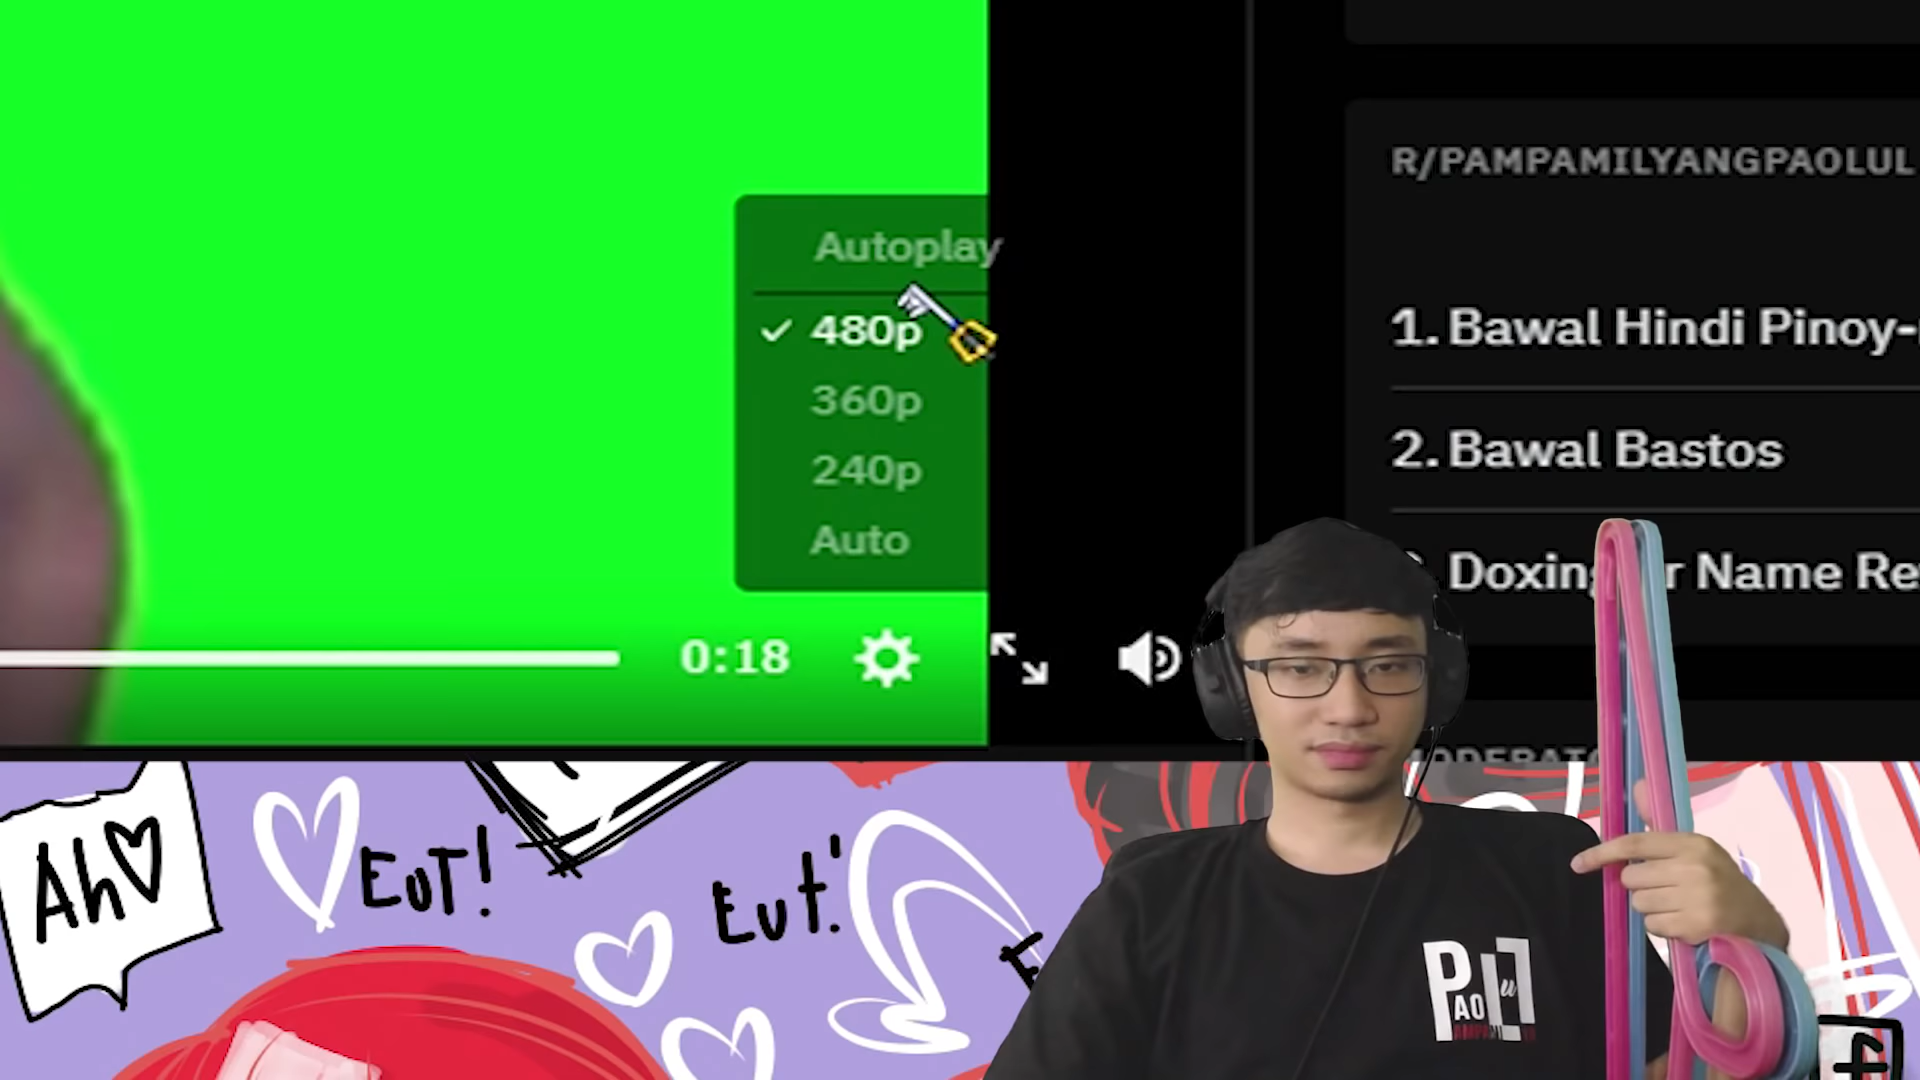 R/PAMPAMILYANGPAOLUL
Autoplay
480p
360p
240p
Auto
0:18
1. Bawal Hindi Pinoy-
2. Bawal Bastos
Doxing r Name Re
MODERATO
Ah
EUT!
Eut!
PAOLUL